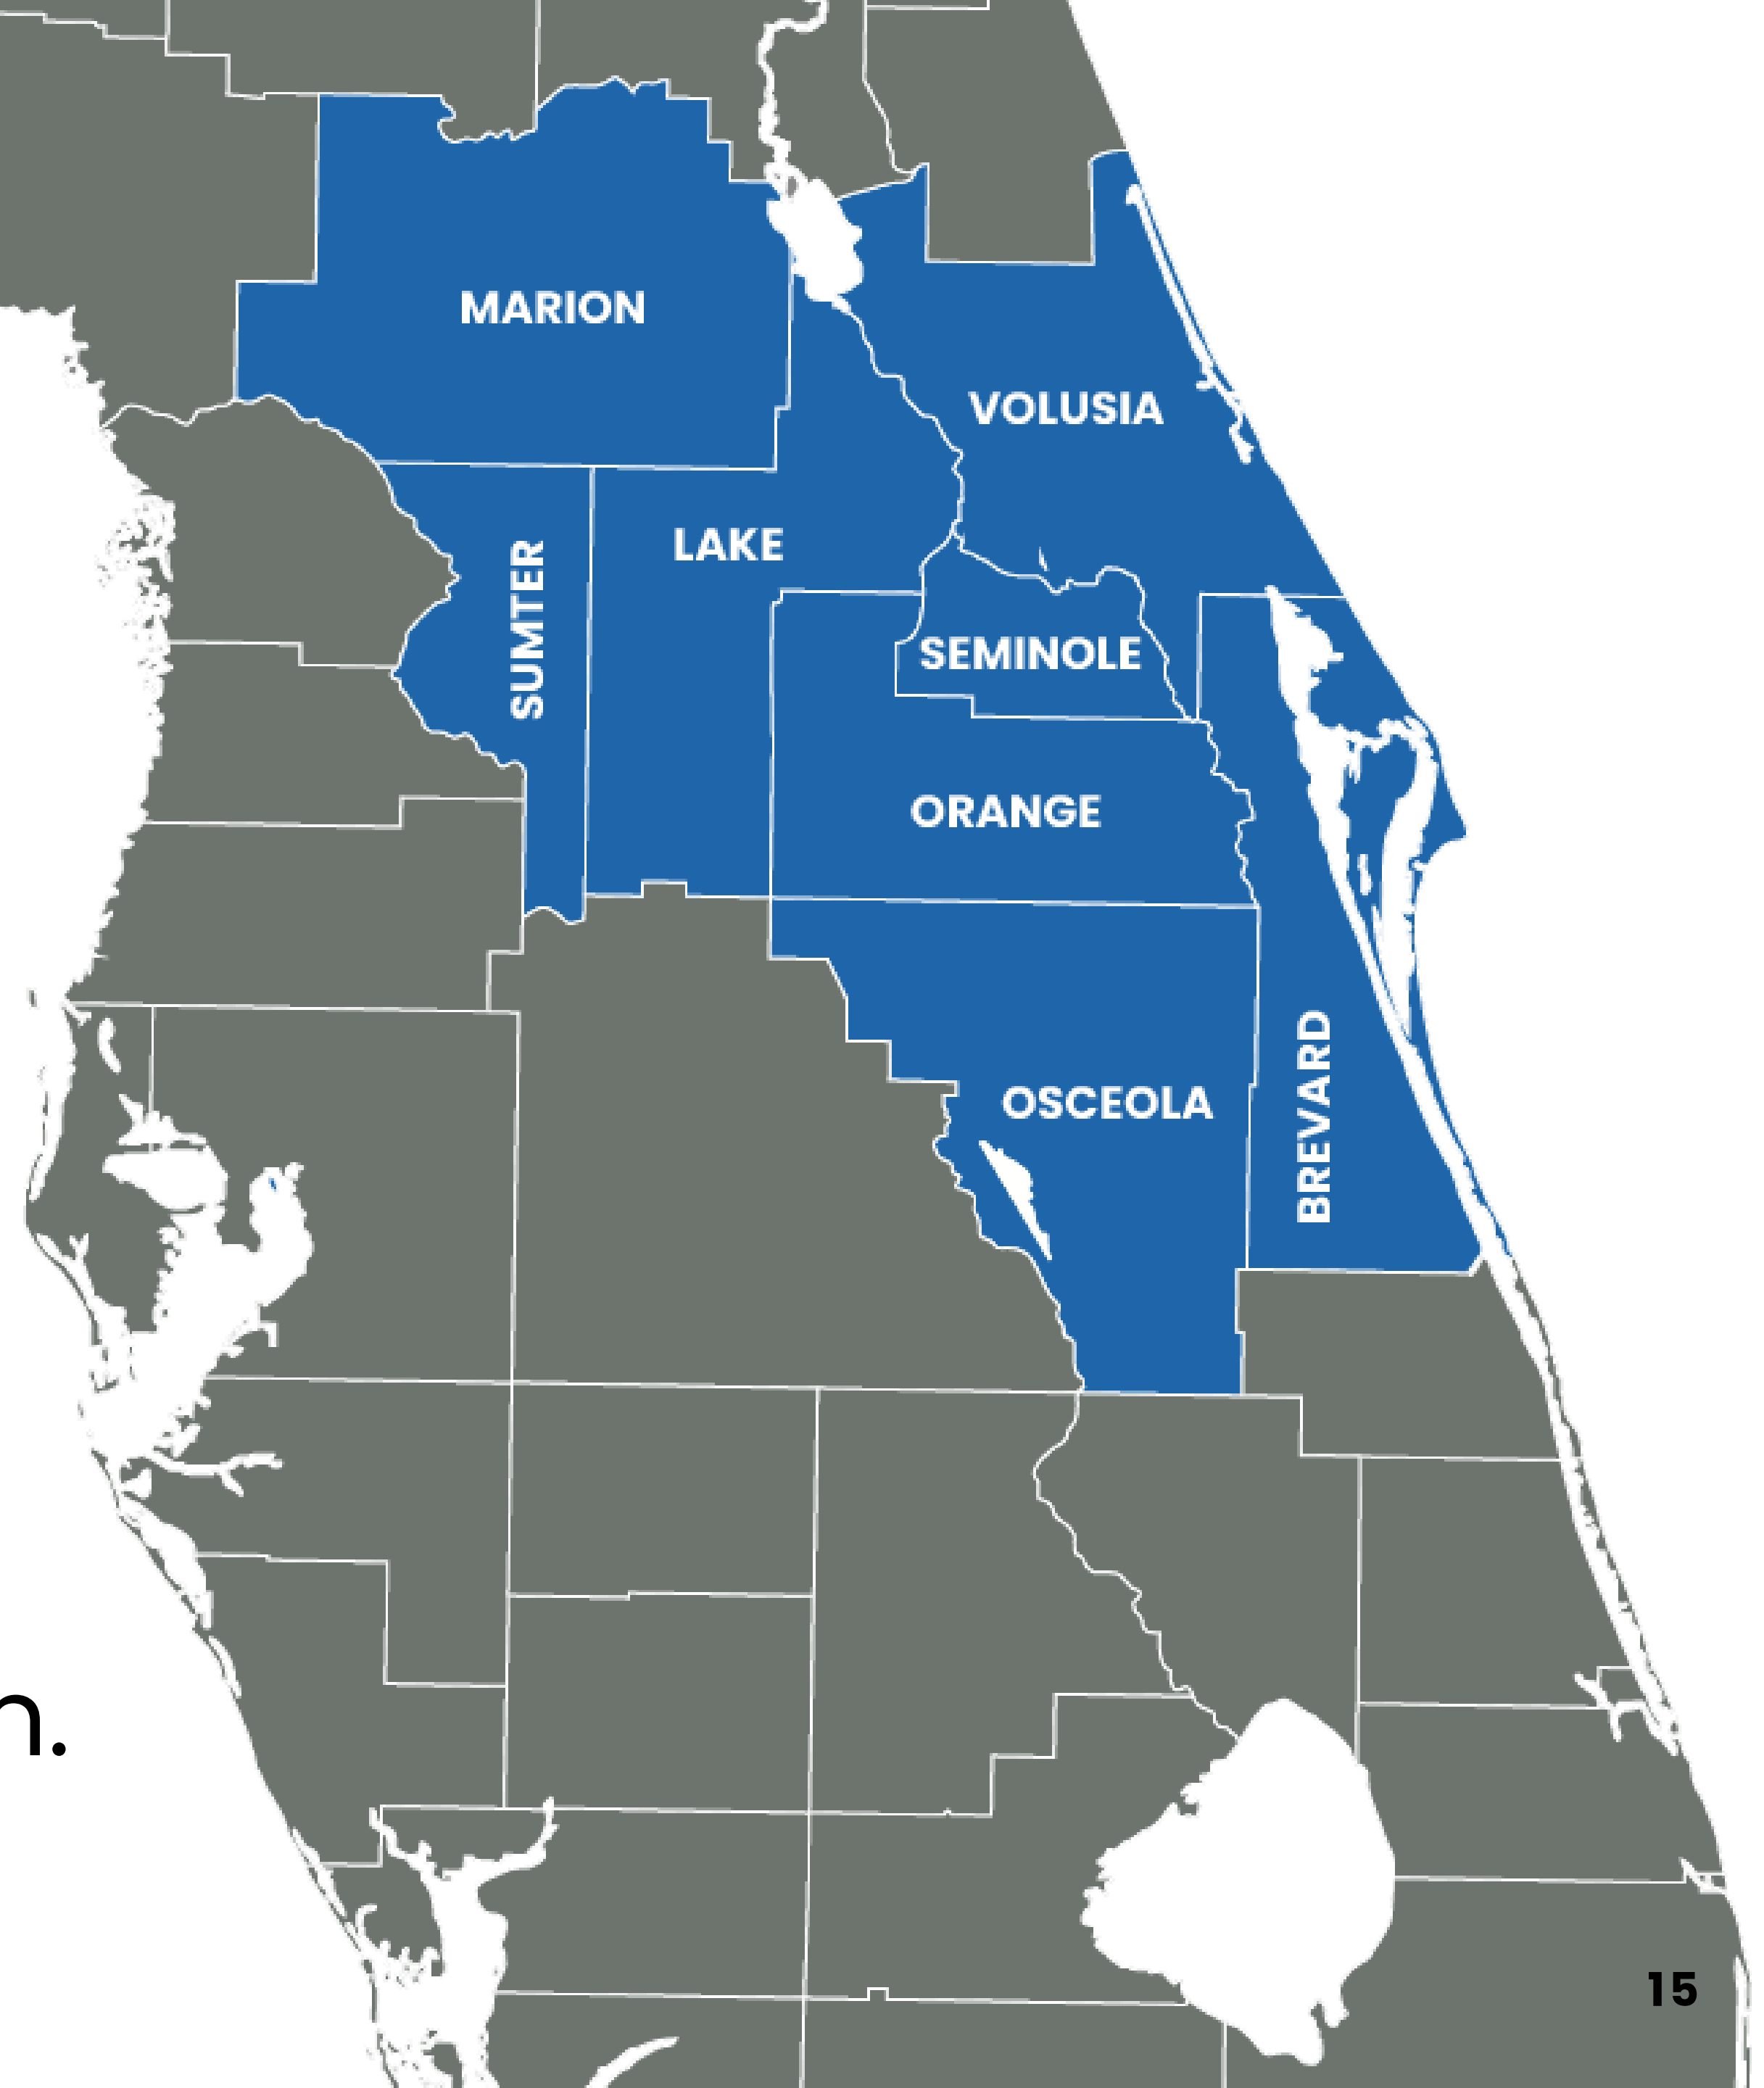 MARION
VOLUSIA
LAKE
SUMTER
SEMINOLE
ORANGE
OSCEOLA
BREVARD
n.
15